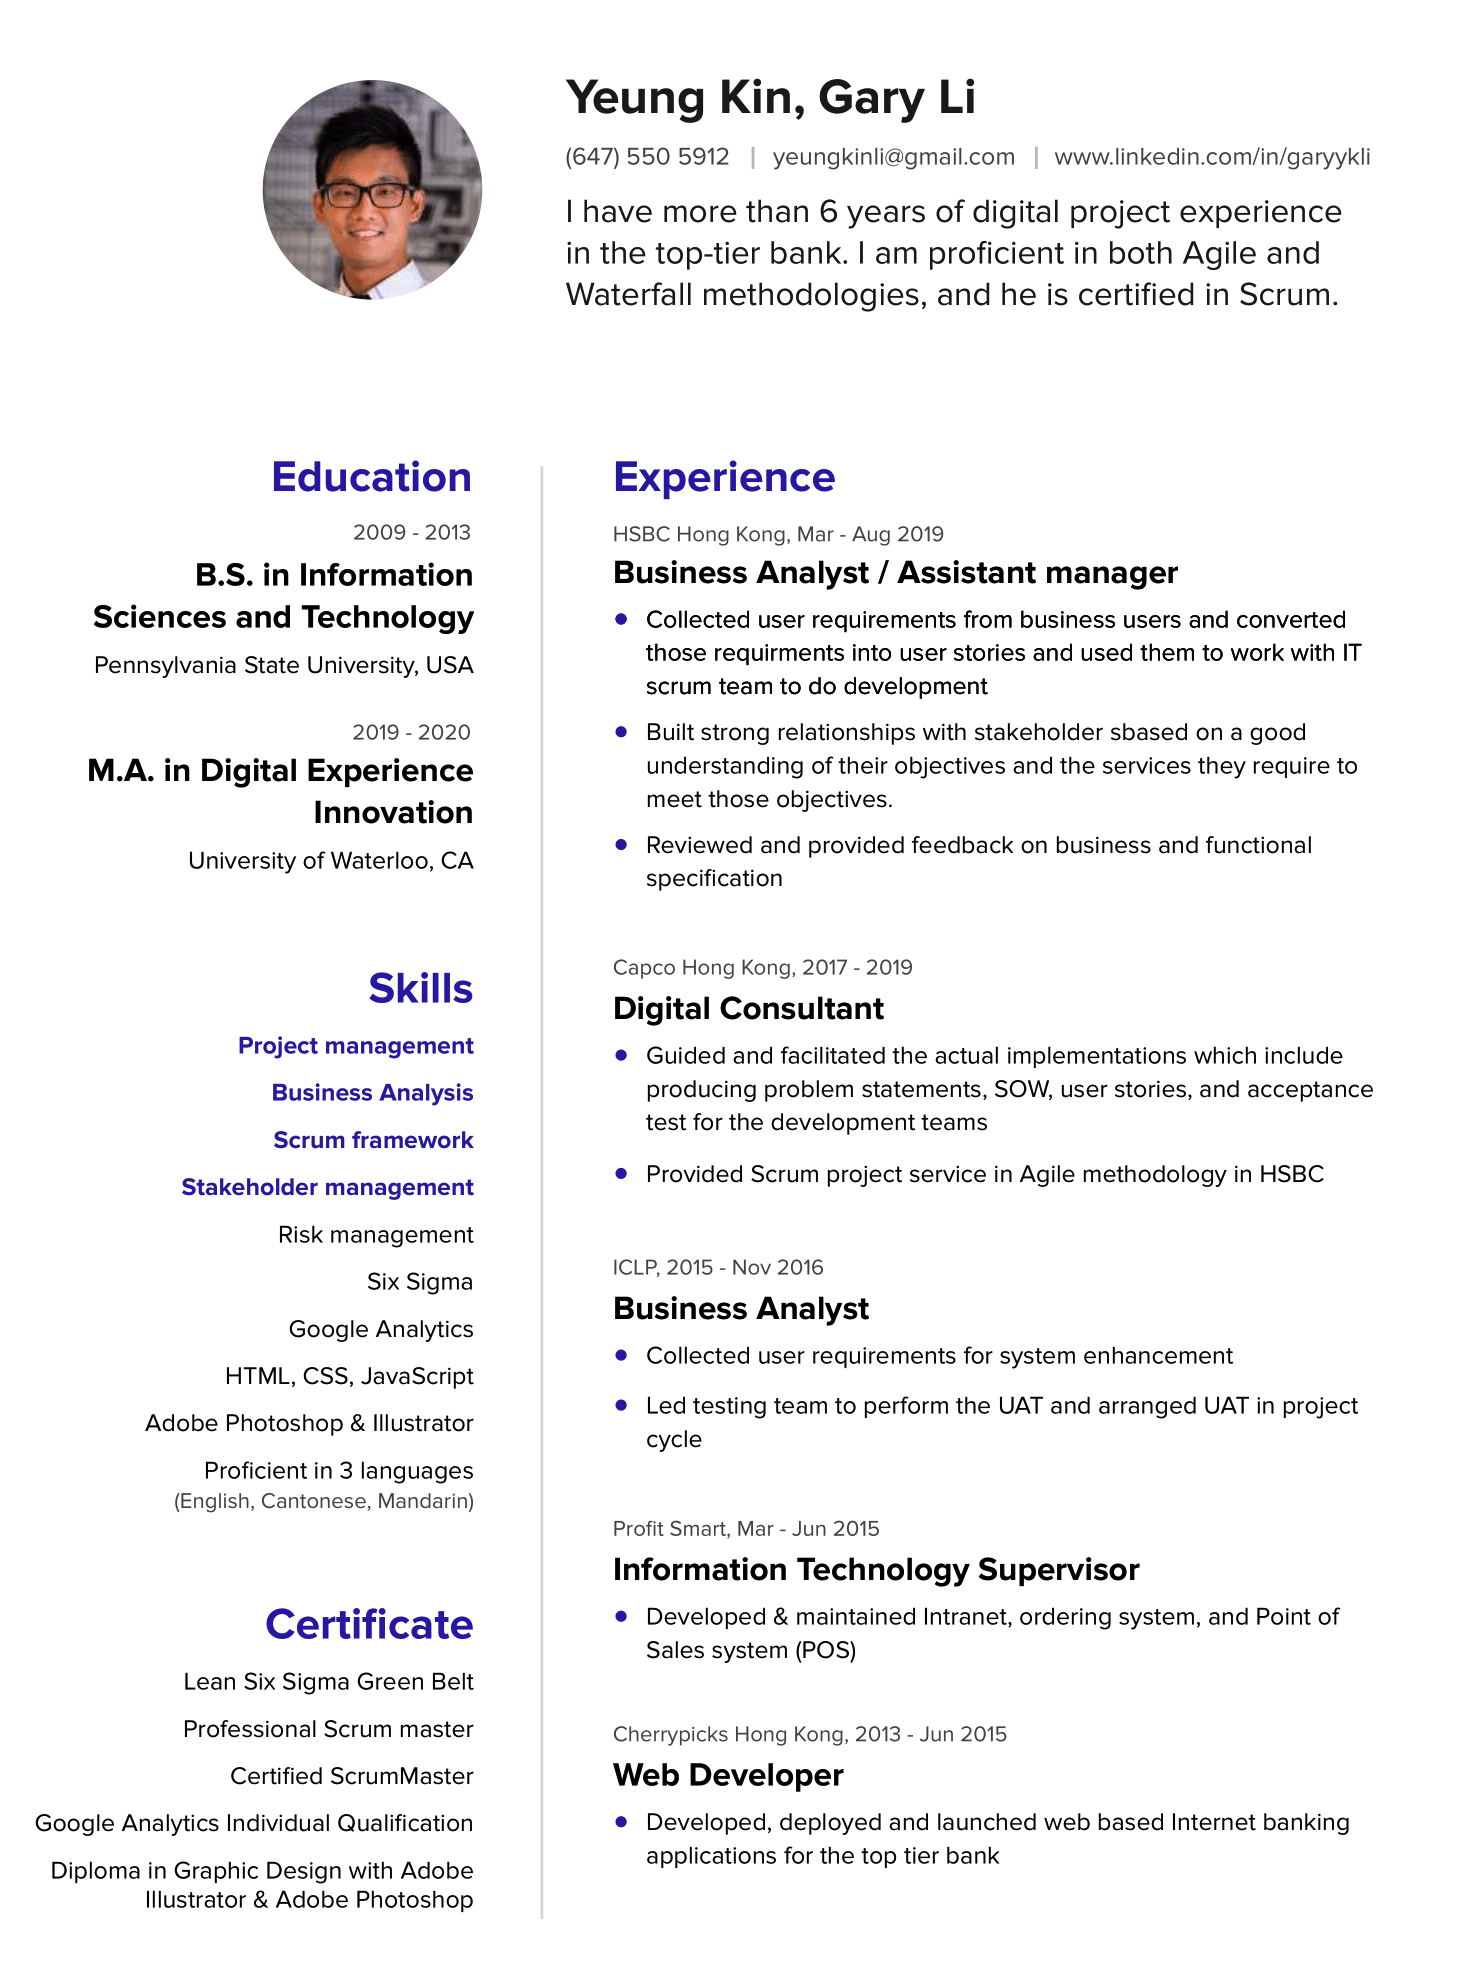 Yeung Kin, Gary Li
(647) 550 5912 | yeungkinli@gmail.com | www.linkedin.com/in/garyykli
I have more than 6 years of digital project experience
in the top-tier bank. I am proficient in both Agile and
Waterfall methodologies, and he is certified in Scrum.
Education
2009 - 2013
B.S. in Information
Sciences and Technology
Pennsylvania State University, USA
2019 - 2020
M.A. in Digital Experience
Innovation
University of Waterloo, CA
Skills
Project management
Business Analysis
Scrum framework
Stakeholder management
Risk management
Six Sigma
Google Analytics
HTML, CSS, JavaScript
Adobe Photoshop & Illustrator
Proficient in 3 languages
(English, Cantonese, Mandarin)
Certificate
Lean Six Sigma Green Belt
Professional Scrum master
Certified ScrumMaster
Google Analytics Individual Qualification
Diploma in Graphic Design with Adobe
Illustrator & Adobe Photoshop
Experience
HSBC Hong Kong, Mar - Aug 2019
Business Analyst / Assistant manager
• Collected user requirements from business users and converted
those requirments into user stories and used them to work with IT
scrum team to do development
• Built strong relationships with stakeholder sbased on a good
understanding of their objectives and the services they require to
meet those objectives.
• Reviewed and provided feedback on business and functional
specification
Capco Hong Kong, 2017 - 2019
Digital Consultant
• Guided and facilitated the actual implementations which include
producing problem statements, SOW, user stories, and acceptance
test for the development teams
• Provided Scrum project service in Agile methodology in HSBC
ICLP, 2015 - Nov 2016
Business Analyst
• Collected user requirements for system enhancement
• Led testing team to perform the UAT and arranged UAT in project
cycle
Profit Smart, Mar - Jun 2015
Information Technology Supervisor
• Developed & maintained Intranet, ordering system, and Point of
Sales system (POS)
Cherrypicks Hong Kong, 2013 - Jun 2015
Web Developer
• Developed, deployed and launched web based Internet banking
applications for the top tier bank